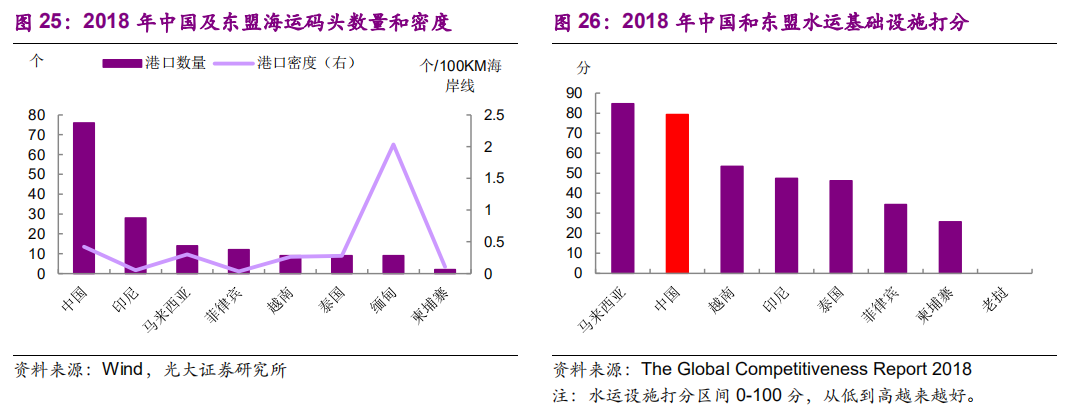 图 25：2018 年中国及东盟海运码头数量和密度
个
港口数量
港口密度（右）
个/100KM海
岸线
80
70
60
50
40
30
20
10
0
2.5
2
1.5
1
0.5
0
中国
印尼
马来西亚
菲律宾
越南
泰国
缅甸
柬埔寨
资料来源：Wind，光大证券研究所
图 26：2018 年中国和东盟水运基础设施打分
分
90
80
70
60
50
40
30
20
10
0
马来西亚
中国
越南
印尼
泰国
菲律宾
柬埔寨
老挝
资料来源：The Global Competitiveness Report 2018
注：水运设施打分区间 0-100 分，从低到高越来越好。